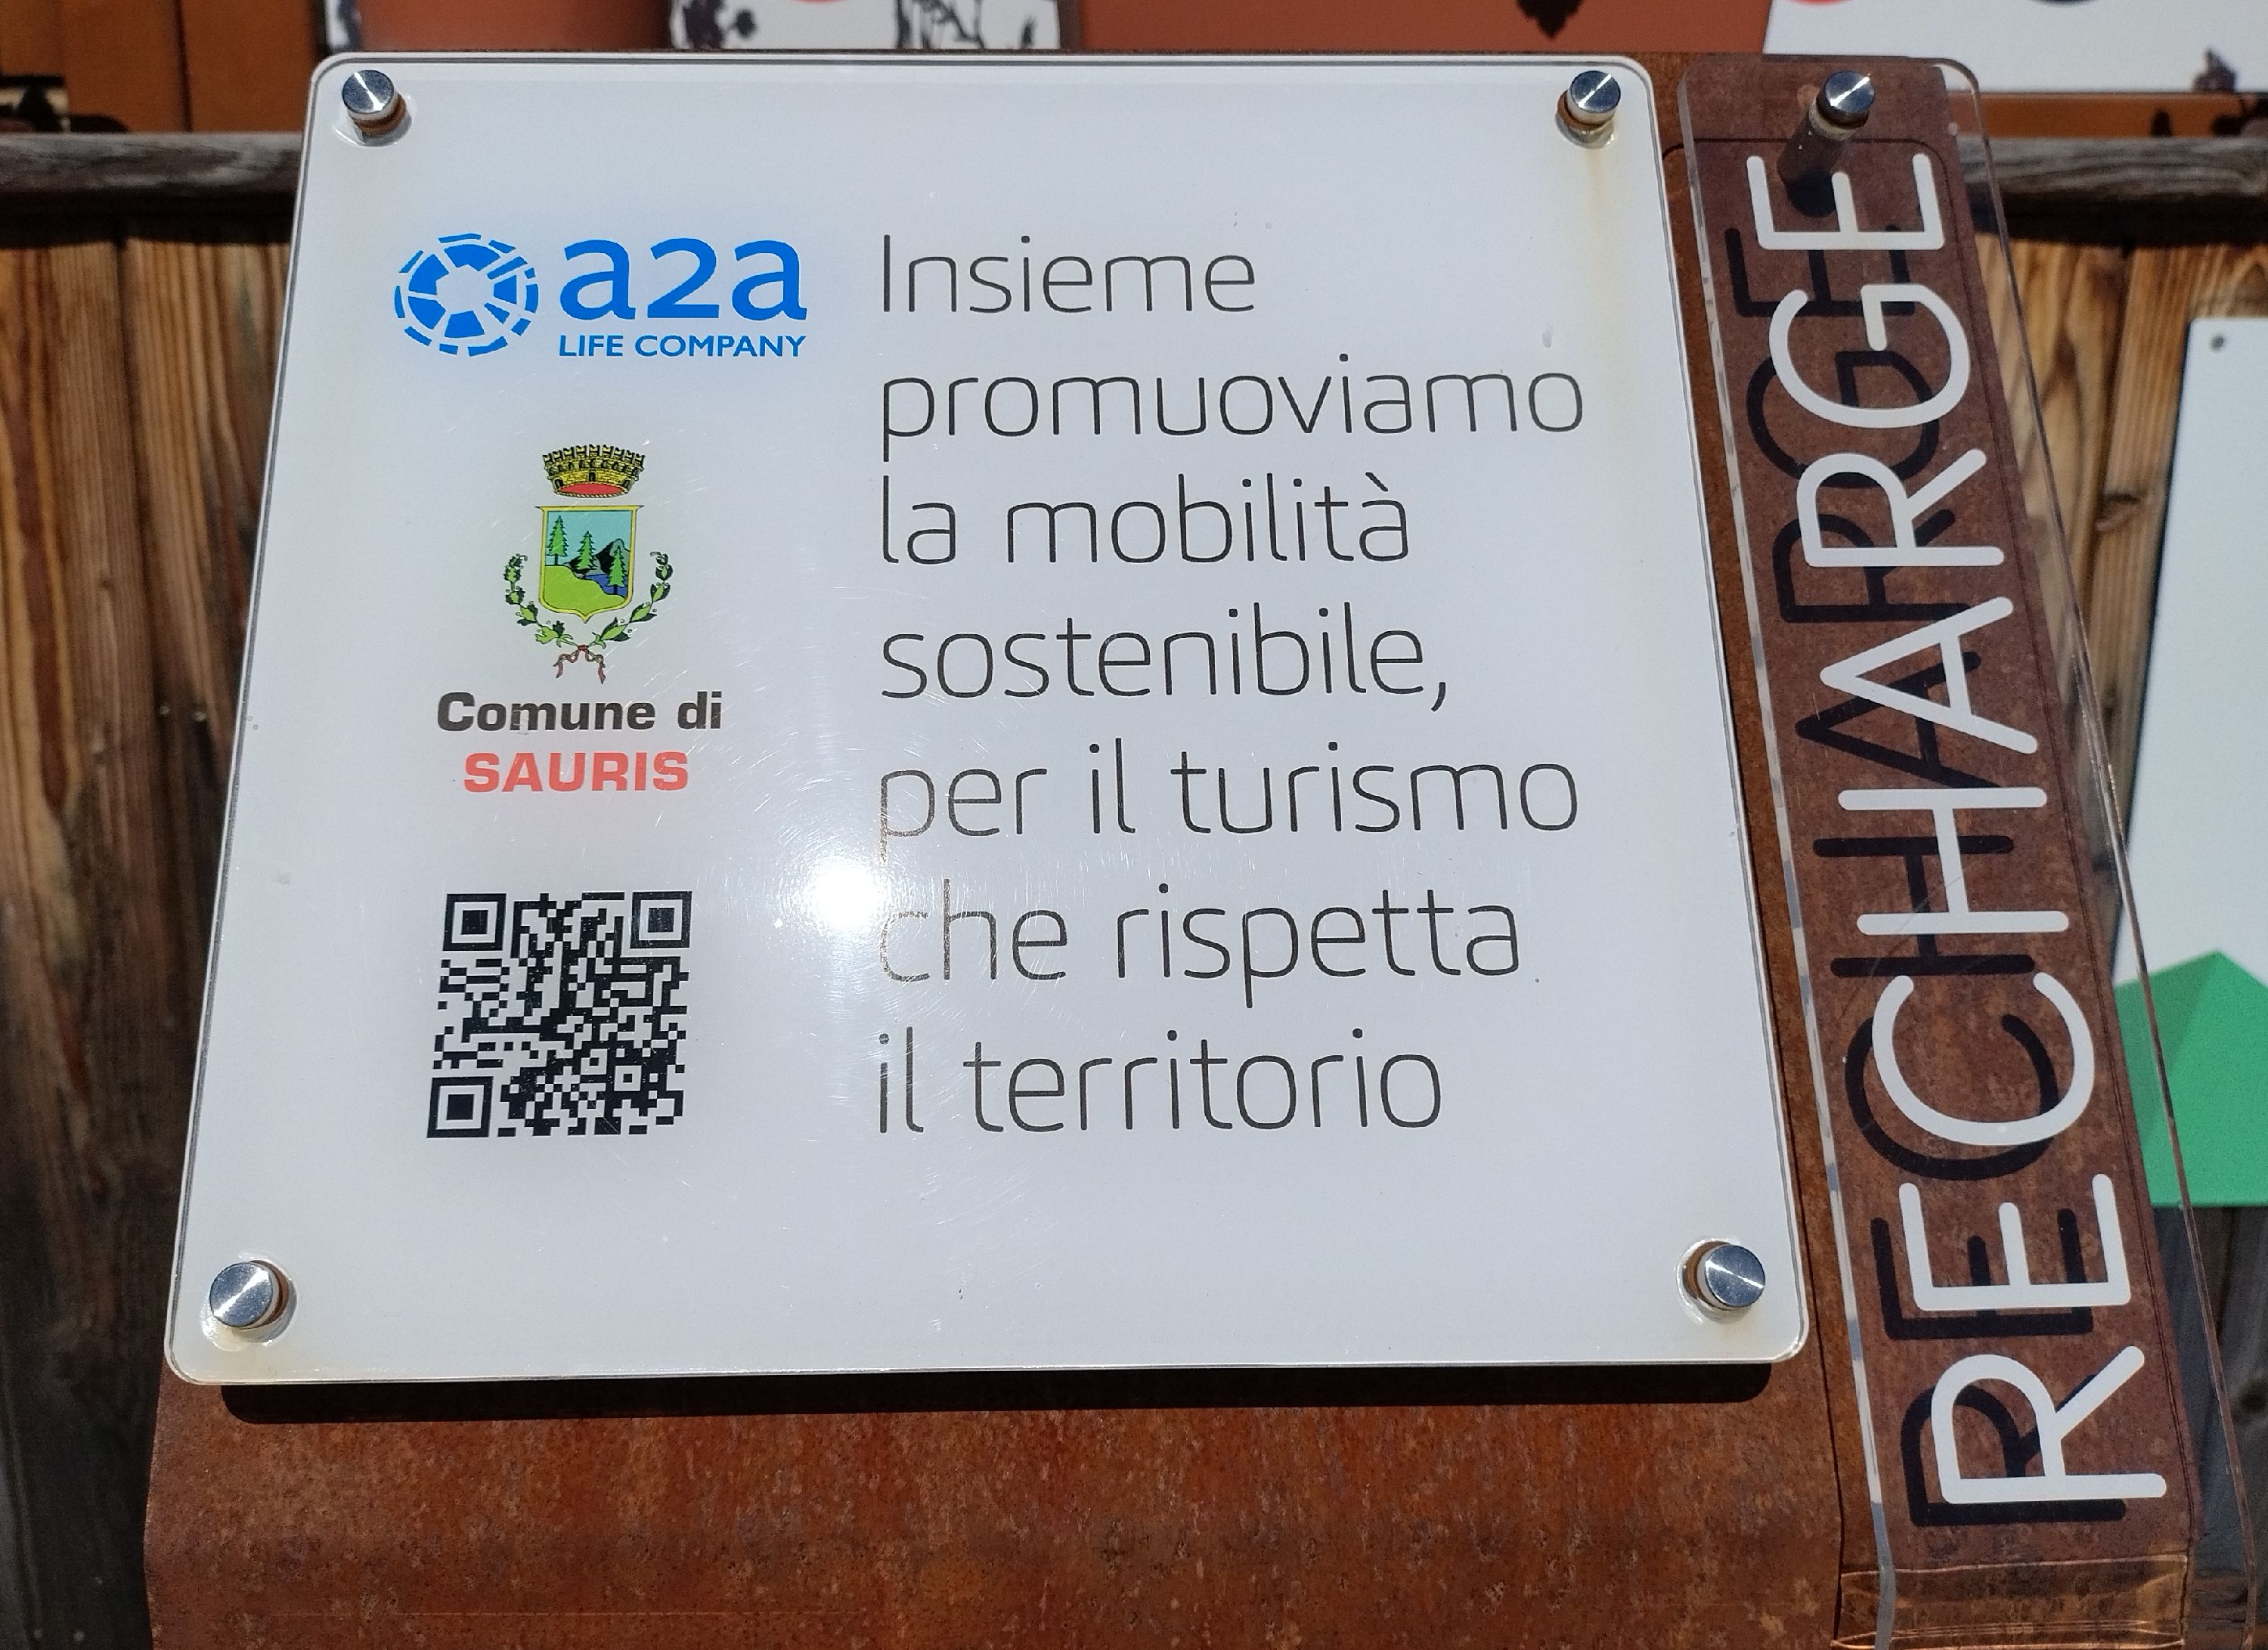 a2a
LIFE COMPANY
Comune di
SAURIS
Insieme
promuoviamo
la mobilità
sostenibile,
per il turismo
che rispetta
il territorio
RECHARGE